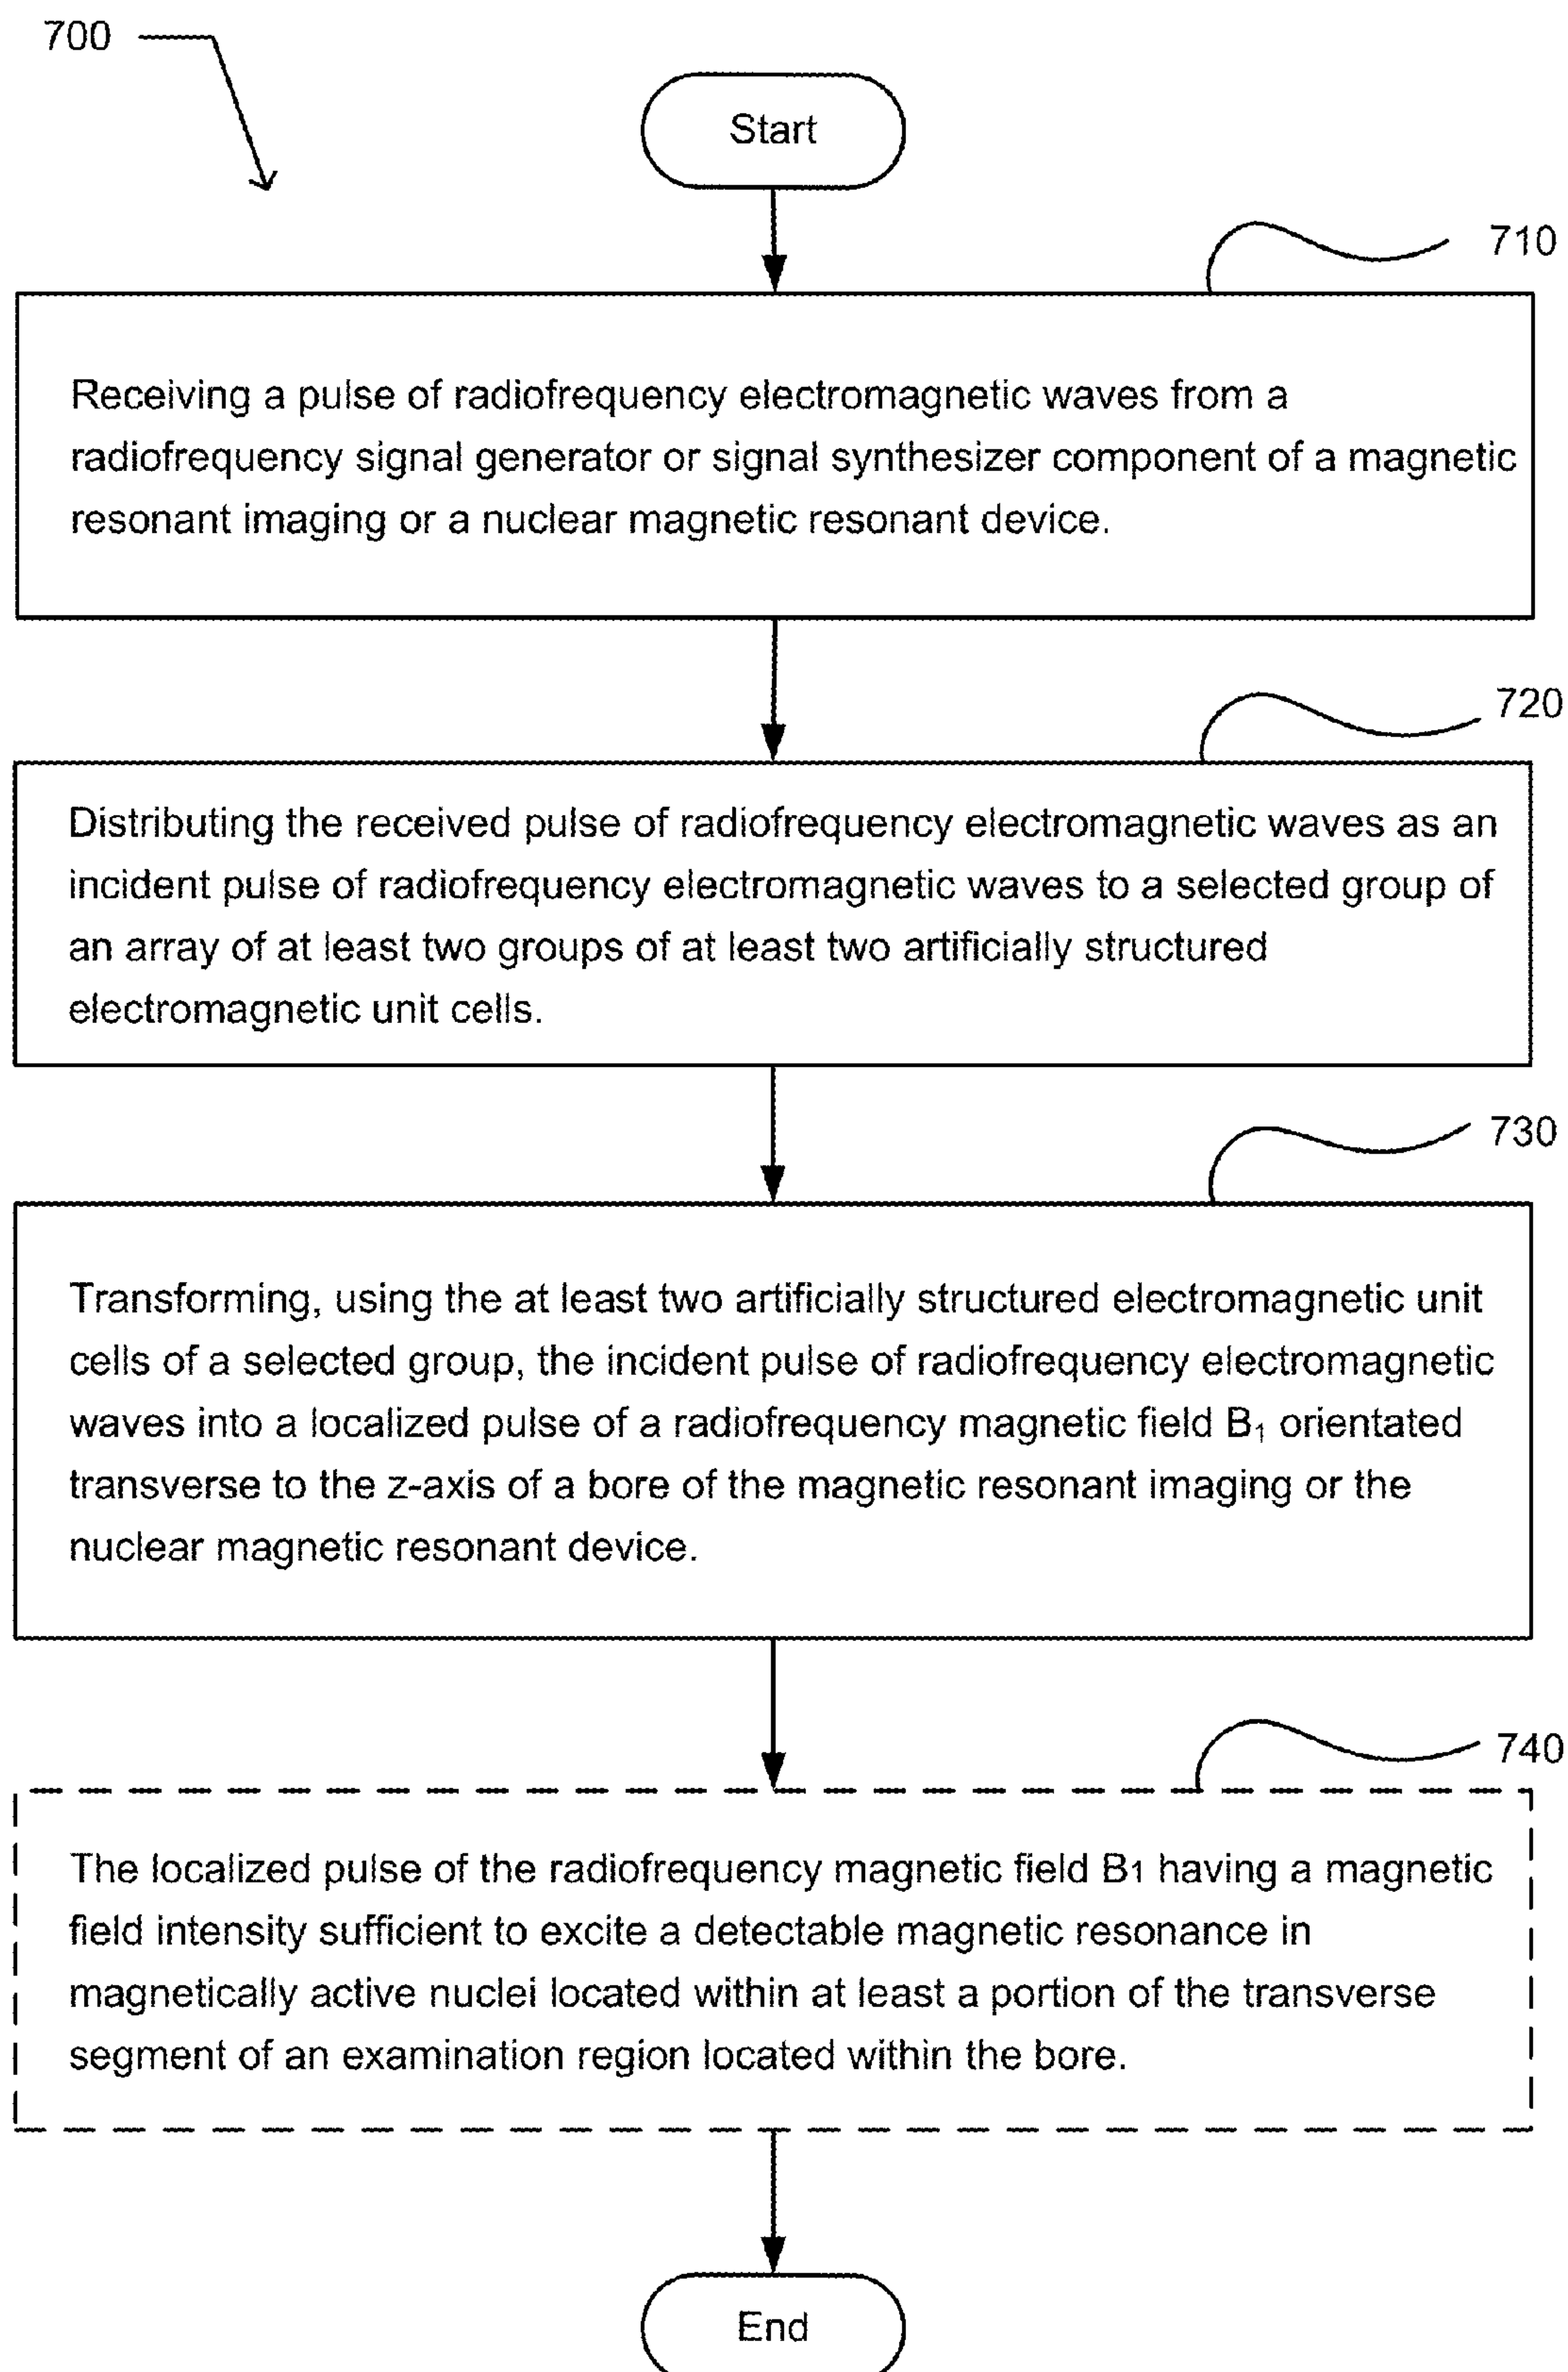 700
Start
710
Receiving a pulse of radiofrequency electromagnetic waves from a
radiofrequency signal generator or signal synthesizer component of a magnetic
resonant imaging or a nuclear magnetic resonant device.
720
Distributing the received pulse of radiofrequency electromagnetic waves as an
incident pulse of radiofrequency electromagnetic waves to a selected group of
an array of at least two groups of at least two artificially structured
electromagnetic unit cells.
730
Transforming, using the at least two artificially structured electromagnetic unit
cells of a selected group, the incident pulse of radiofrequency electromagnetic
waves into a localized pulse of a radiofrequency magnetic field B₁ orientated
transverse to the z-axis of a bore of the magnetic resonant imaging or the
nuclear magnetic resonant device.
740
The localized pulse of the radiofrequency magnetic field B1 having a magnetic
field intensity sufficient to excite a detectable magnetic resonance in
magnetically active nuclei located within at least a portion of the transverse
segment of an examination region located within the bore.
End